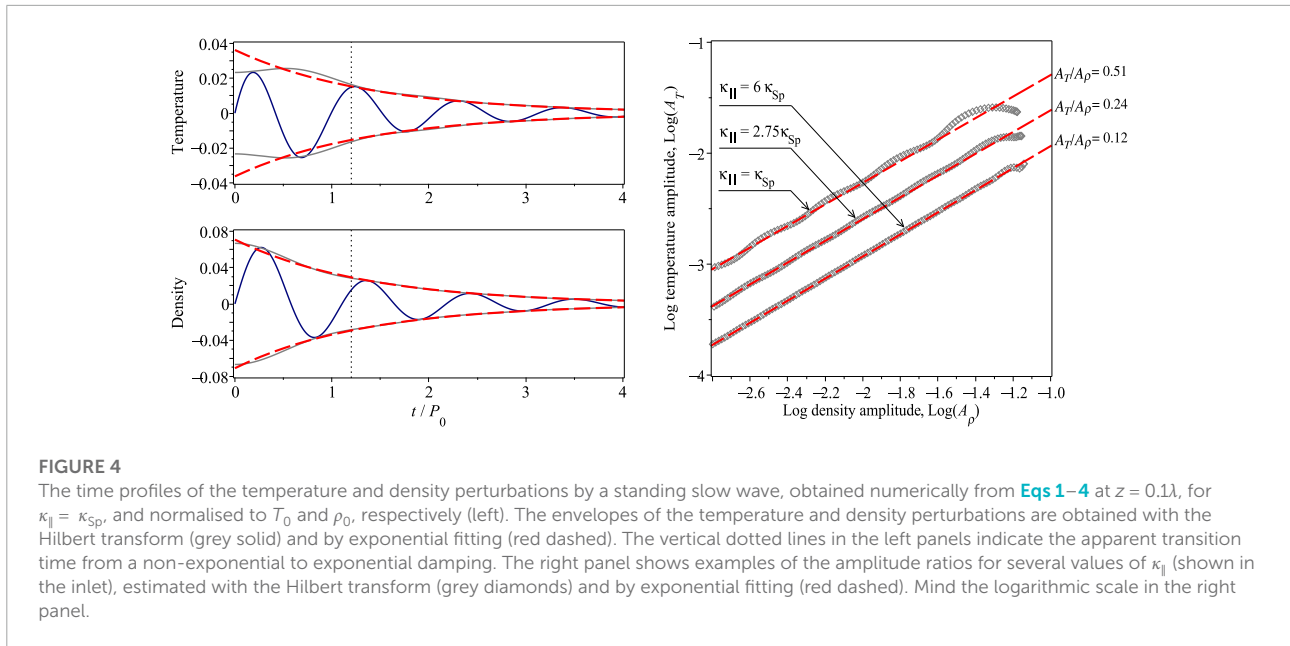 0.04
0.02
0
−0.02
−0.04
Temperature
0 1 2 3 4
0.08
0.04
0
−0.04
−0.08
Density
0 1 2 3 4
t / P0
−1
−2
−3
−4
Log temperature amplitude, Log(A_T)
κ|| = 6 κSp
κ|| = 2.75κSp
κ|| = κSp
A_T/A_ρ = 0.51
A_T/A_ρ = 0.24
A_T/A_ρ = 0.12
−2.6 −2.4 −2.2 −2 −1.8 −1.6 −1.4 −1.2 −1.0
Log density amplitude, Log(A_ρ)
FIGURE 4
The time profiles of the temperature and density perturbations by a standing slow wave, obtained numerically from Eqs 1–4 at z = 0.1λ, for
κ∥ = κSp, and normalised to T0 and ρ0, respectively (left). The envelopes of the temperature and density perturbations are obtained with the
Hilbert transform (grey solid) and by exponential fitting (red dashed). The vertical dotted lines in the left panels indicate the apparent transition
time from a non-exponential to exponential damping. The right panel shows examples of the amplitude ratios for several values of κ∥ (shown in
the inlet), estimated with the Hilbert transform (grey diamonds) and by exponential fitting (red dashed). Mind the logarithmic scale in the right
panel.